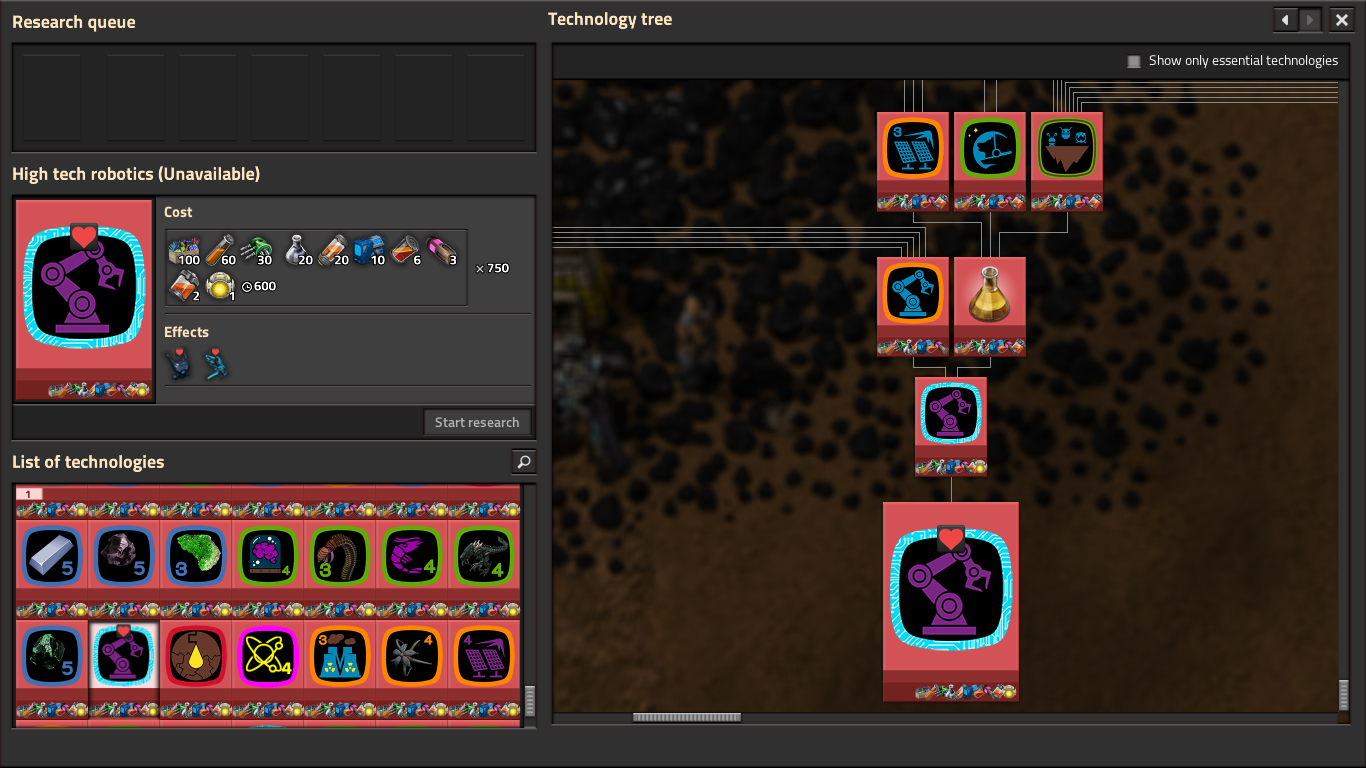 Research queue
Technology tree
Show only essential technologies
High tech robotics (Unavailable)
Cost
100 60 30 20 20 10 6 3
× 750
2 1 600
Effects
Start research
List of technologies
1
5 5 3 4 3 4 4
5 4 3 4 4
3